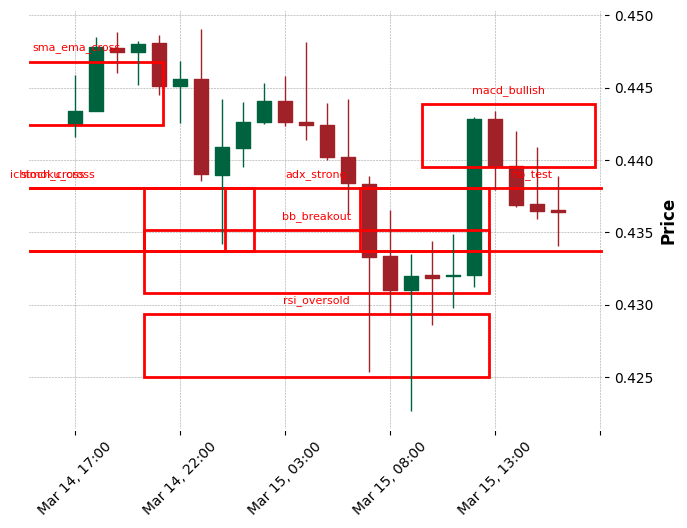 0.450
sma_ema_cross
0.445
macd_bullish
0.440
stoch_cross
adx_strong
bb_breakout
0.435
Price
rsi_oversold
0.430
0.425
Mar 14, 17:00
Mar 14, 22:00
Mar 15, 03:00
Mar 15, 08:00
Mar 15, 13:00